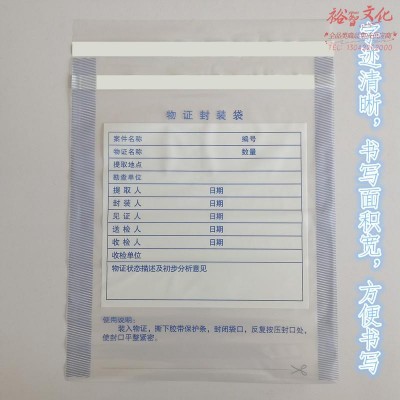 裕智文化
物证封装袋
案件名称 编号
物证名称 数量
提取地点
勘查单位
提取人 日期
封装人 日期
见证人 日期
送检人 日期
收检人 日期
收检单位
物证状态描述及初步分析意见
使用说明:
装入物证,撕下胶带保护条,封闭袋口,反复按压封口处,
使封口平整紧密。
字迹清晰,书写面积宽,方便书写